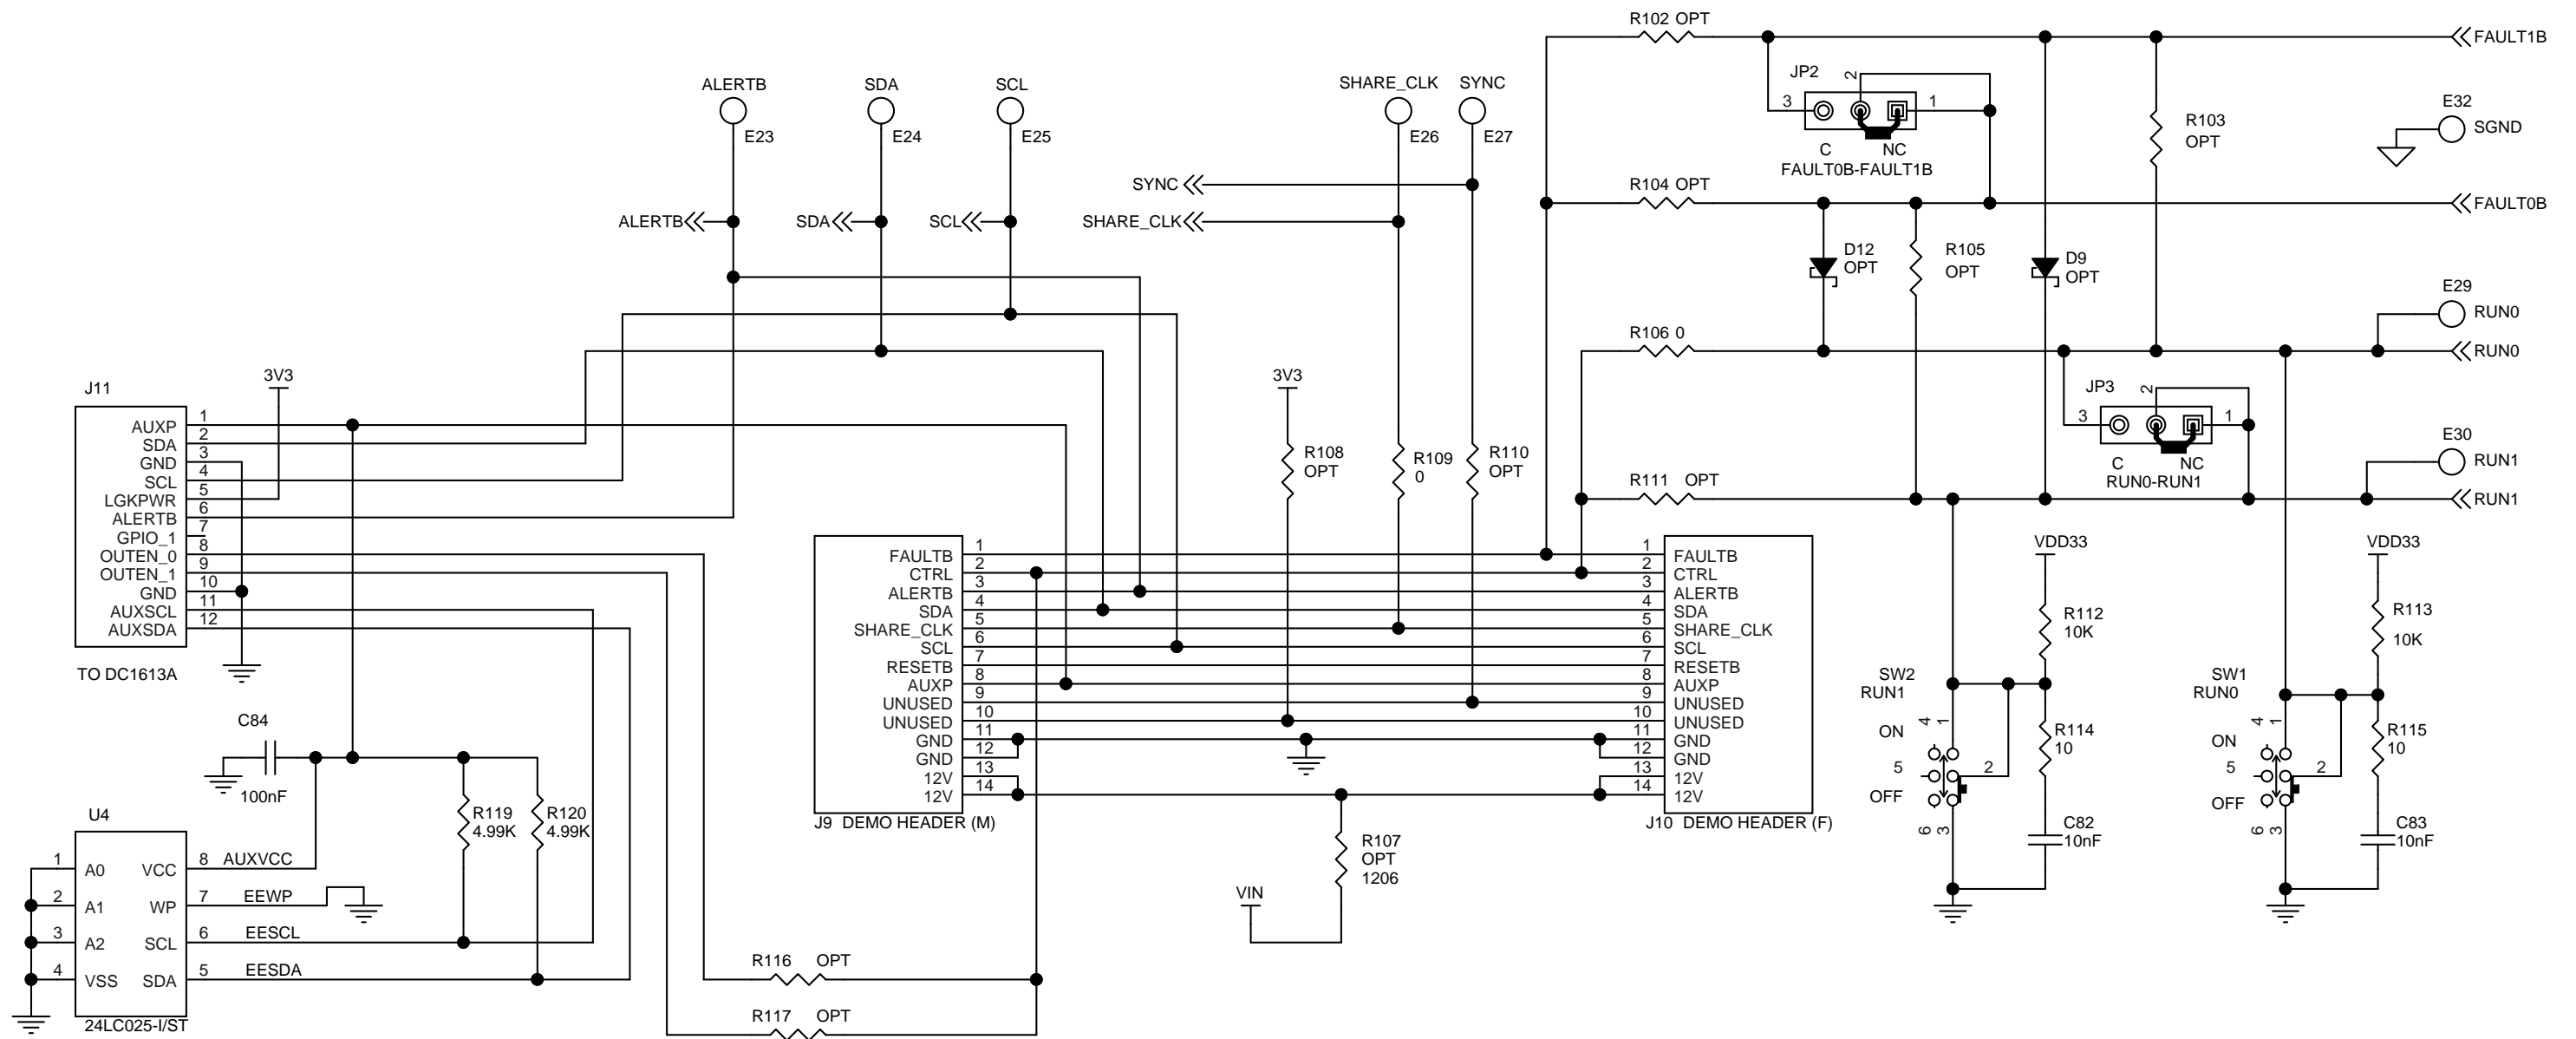 R102 OPT
FAULT1B
JP2
2
3
1
C
NC
FAULT0B-FAULT1B
R103
OPT
E32
SGND
ALERTB
SDA
SCL
SHARE_CLK
SYNC
E23
E24
E25
E26
E27
SYNC
R104 OPT
FAULT0B
ALERTB
SDA
SCL
SHARE_CLK
D12
OPT
R105
OPT
D9
OPT
E29
RUN0
R106 0
RUN0
J11
3V3
3V3
JP3
2
3
1
C
NC
RUN0-RUN1
E30
RUN1
R108
OPT
R109
0
R110
OPT
R111 OPT
RUN1
AUXP 1
SDA 2
GND 3
SCL 4
LGKPWR 5
ALERTB 6
GPIO_1 7
OUTEN_0 8
OUTEN_1 9
GND 10
AUXSCL 11
AUXSDA 12
TO DC1613A
FAULTB 1
CTRL 2
ALERTB 3
SDA 4
SHARE_CLK 5
SCL 6
RESETB 7
AUXP 8
UNUSED 9
UNUSED 10
GND 11
GND 12
12V 13
12V 14
J9 DEMO HEADER (M)
1 FAULTB
2 CTRL
3 ALERTB
4 SDA
5 SHARE_CLK
6 SCL
7 RESETB
8 AUXP
9 UNUSED
10 UNUSED
11 GND
12 GND
13 12V
14 12V
J10 DEMO HEADER (F)
VDD33
R112
10K
SW2
RUN1
4
1
ON
5
2
OFF
6
3
R114
10
C82
10nF
VDD33
R113
10K
SW1
RUN0
4
1
ON
5
2
OFF
6
3
R115
10
C83
10nF
C84
100nF
R119
4.99K
R120
4.99K
U4
1 A0
2 A1
3 A2
4 VSS
VCC 8 AUXVCC
WP 7 EEWP
SCL 6 EESCL
SDA 5 EESDA
24LC025-I/ST
R107
OPT
1206
VIN
R116 OPT
R117 OPT